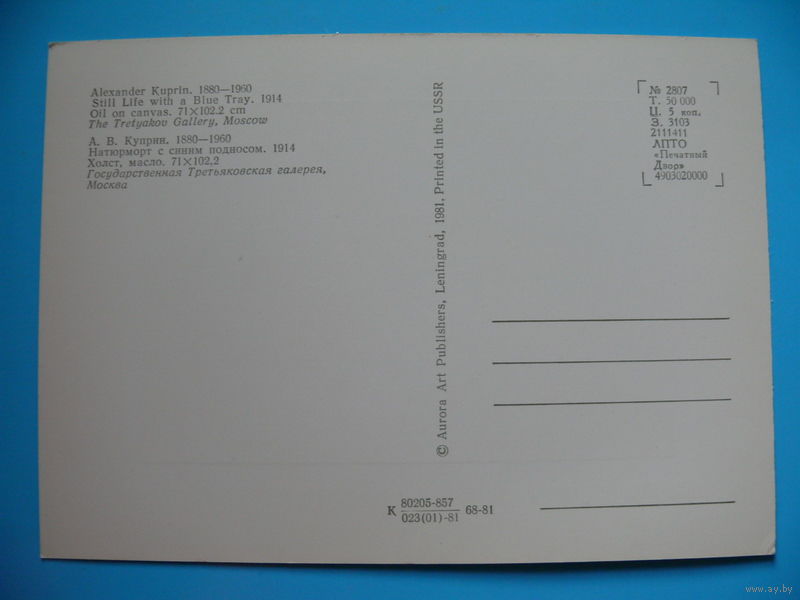 Alexander Kuprin. 1880—1960
Still Life with a Blue Tray. 1914
Oil on canvas. 71×102.2 cm
The Tretyakov Gallery, Moscow
А. В. Куприн. 1880—1960
Натюрморт с синим подносом. 1914
Холст, масло. 71×102,2
Государственная Третьяковская галерея,
Москва
© Aurora Art Publishers, Leningrad, 1981. Printed in the USSR
№ 2807
Т. 50 000
Ц. 5 коп.
З. 3103
2111411
ЛПТО
«Печатный
Двор»
4903020000
К 80205-857
023(01)-81 68-81
www.ay.by